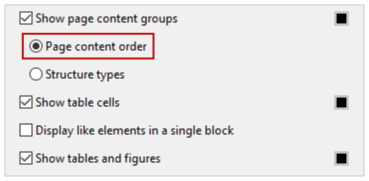 Show page content groups
Page content order
Structure types
Show table cells
Display like elements in a single block
Show tables and figures